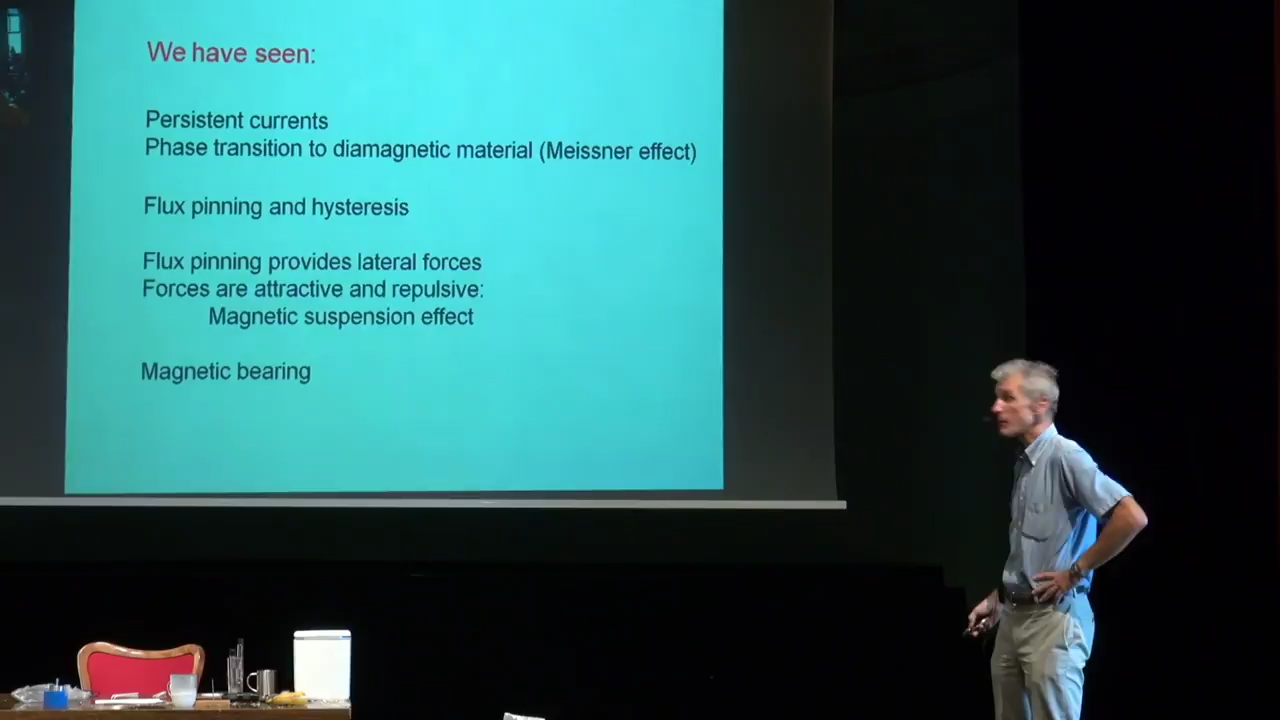 We have seen:
Persistent currents
Phase transition to diamagnetic material (Meissner effect)
Flux pinning and hysteresis
Flux pinning provides lateral forces
Forces are attractive and repulsive:
Magnetic suspension effect
Magnetic bearing